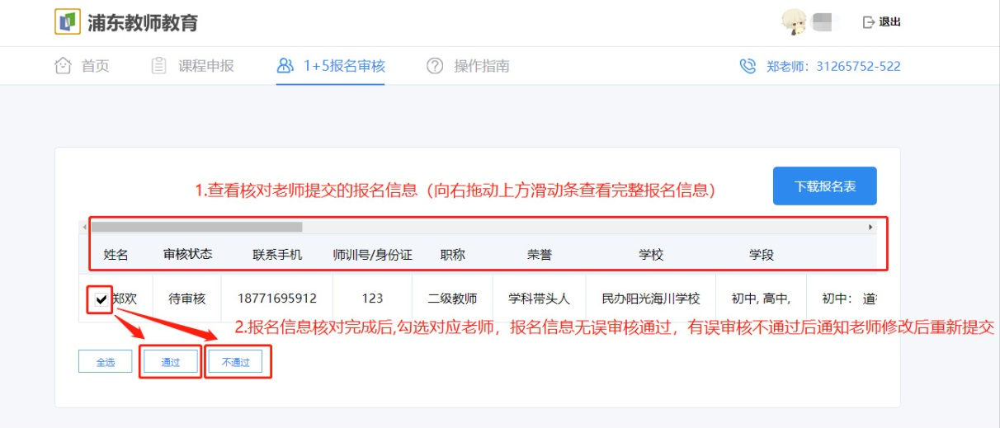 浦东教师教育
退出
首页 课程申报 1+5报名审核 操作指南 郑老师：31265752-522
1.查看核对老师提交的报名信息（向右拖动上方滑动条查看完整报名信息）
下载报名表
姓名 审核状态 联系手机 师训号/身份证 职称 荣誉 学校 学段
郑欢 待审核 18771695912 123 二级教师 学科带头人 民办阳光海川学校 初中, 高中, 初中： 道
2.报名信息核对完成后,勾选对应老师，报名信息无误审核通过，有误审核不通过后通知老师修改后重新提交
全选 通过 不通过